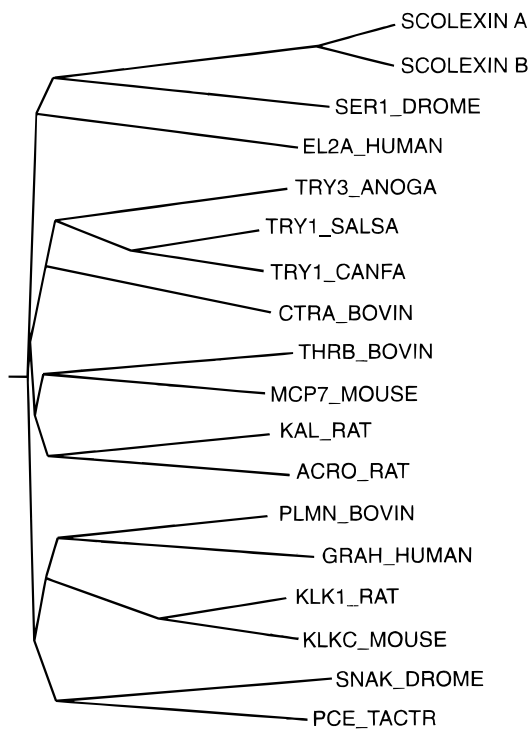 SCOLEXIN A
SCOLEXIN B
SER1_DROME
EL2A_HUMAN
TRY3_ANOGA
TRY1_SALSA
TRY1_CANFA
CTRA_BOVIN
THRB_BOVIN
MCP7_MOUSE
KAL_RAT
ACRO_RAT
PLMN_BOVIN
GRAH_HUMAN
KLK1_RAT
KLKC_MOUSE
SNAK_DROME
PCE_TACTR